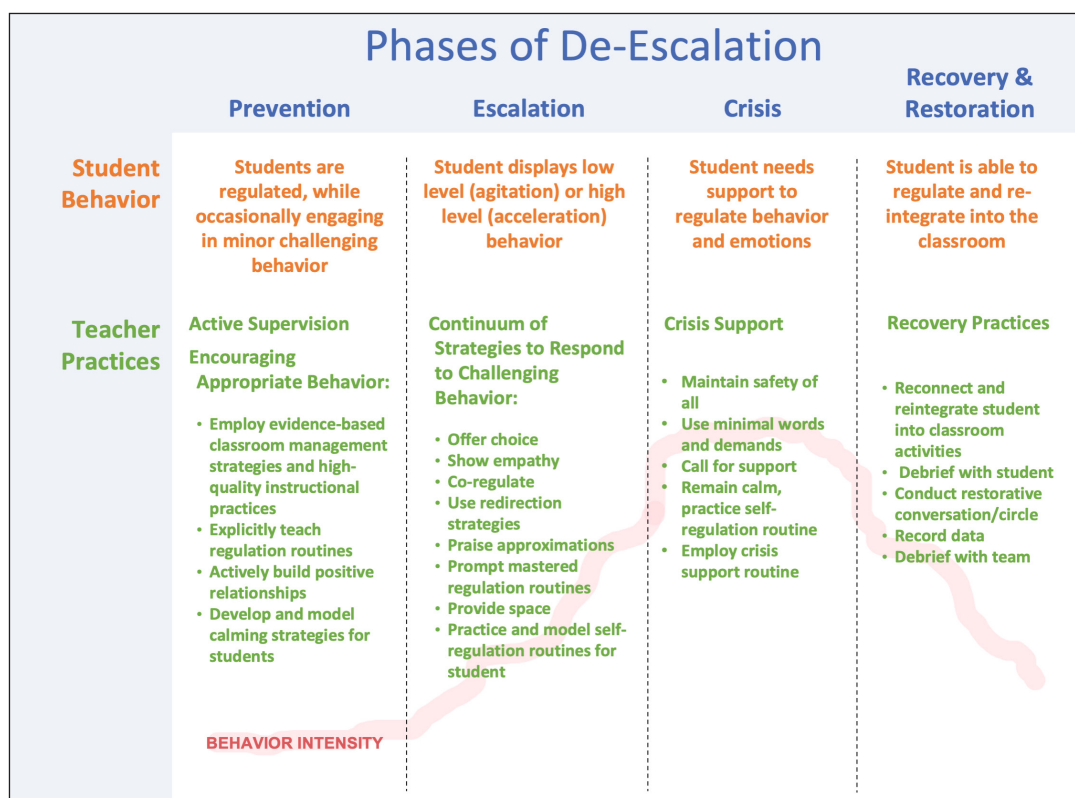 Phases of De-Escalation
Prevention
Escalation
Crisis
Recovery &
Restoration
Student
Behavior
Students are
regulated, while
occasionally engaging
in minor challenging
behavior
Student displays low
level (agitation) or high
level (acceleration)
behavior
Student needs
support to
regulate behavior
and emotions
Student is able to
regulate and re-
integrate into the
classroom
Teacher
Practices
Active Supervision
Encouraging
Appropriate Behavior:
• Employ evidence-based
classroom management
strategies and high-
quality instructional
practices
• Explicitly teach
regulation routines
• Actively build positive
relationships
• Develop and model
calming strategies for
students
Continuum of
Strategies to Respond
to Challenging
Behavior:
• Offer choice
• Show empathy
• Co-regulate
• Use redirection
strategies
• Praise approximations
• Prompt mastered
regulation routines
• Provide space
• Practice and model self-
regulation routines for
student
Crisis Support
• Maintain safety of
all
• Use minimal words
and demands
• Call for support
• Remain calm,
practice self-
regulation routine
• Employ crisis
support routine
Recovery Practices
• Reconnect and
reintegrate student
into classroom
activities
• Debrief with student
• Conduct restorative
conversation/circle
• Record data
• Debrief with team
BEHAVIOR INTENSITY